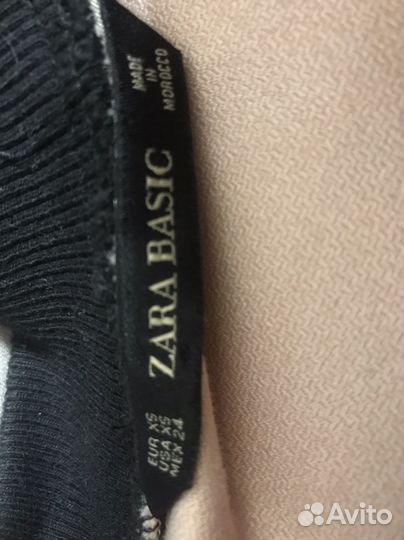 MADE
IN
MOROCCO
ZARA BASIC
EUR XS
USA XS
MEX 24
Avito